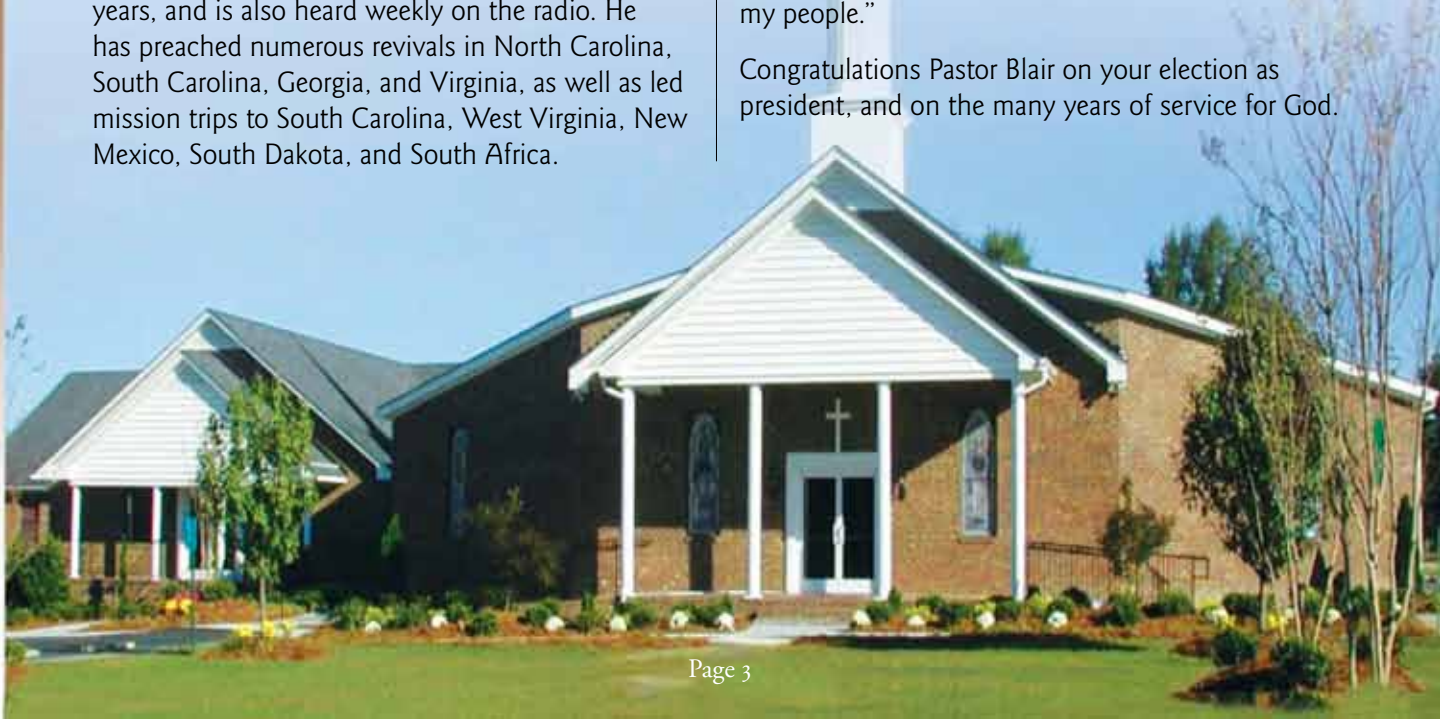 years, and is also heard weekly on the radio. He
has preached numerous revivals in North Carolina,
South Carolina, Georgia, and Virginia, as well as led
mission trips to South Carolina, West Virginia, New
Mexico, South Dakota, and South Africa.
my people.”
Congratulations Pastor Blair on your election as
president, and on the many years of service for God.
Page 3